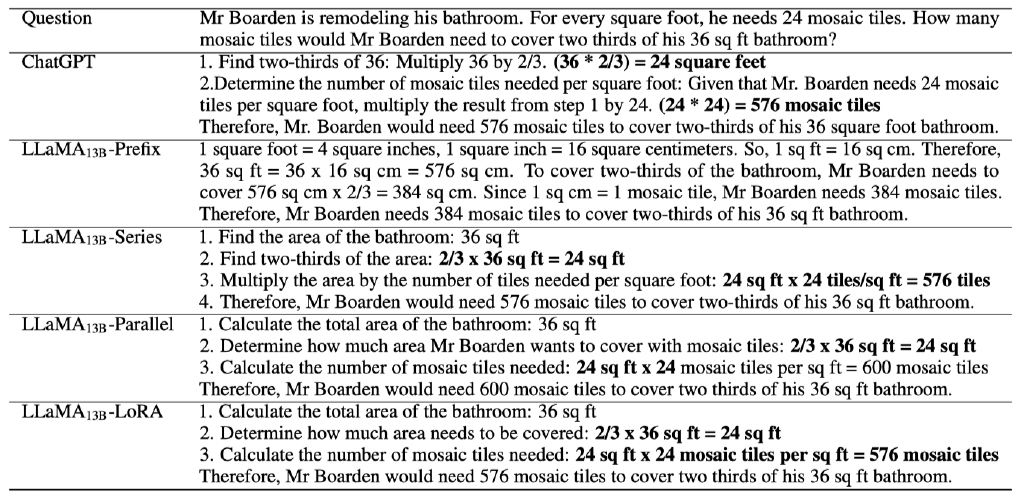 Question Mr Boarden is remodeling his bathroom. For every square foot, he needs 24 mosaic tiles. How many
mosaic tiles would Mr Boarden need to cover two thirds of his 36 sq ft bathroom?
ChatGPT 1. Find two-thirds of 36: Multiply 36 by 2/3. (36 * 2/3) = 24 square feet
2.Determine the number of mosaic tiles needed per square foot: Given that Mr. Boarden needs 24 mosaic
tiles per square foot, multiply the result from step 1 by 24. (24 * 24) = 576 mosaic tiles
Therefore, Mr. Boarden would need 576 mosaic tiles to cover two-thirds of his 36 square foot bathroom.
LLaMA13B-Prefix 1 square foot = 4 square inches, 1 square inch = 16 square centimeters. So, 1 sq ft = 16 sq cm. Therefore,
36 sq ft = 36 x 16 sq cm = 576 sq cm. To cover two-thirds of the bathroom, Mr Boarden needs to
cover 576 sq cm x 2/3 = 384 sq cm. Since 1 sq cm = 1 mosaic tile, Mr Boarden needs 384 mosaic tiles.
Therefore, Mr Boarden needs 384 mosaic tiles to cover two-thirds of his 36 sq ft bathroom.
LLaMA13B-Series 1. Find the area of the bathroom: 36 sq ft
2. Find two-thirds of the area: 2/3 x 36 sq ft = 24 sq ft
3. Multiply the area by the number of tiles needed per square foot: 24 sq ft x 24 tiles/sq ft = 576 tiles
4. Therefore, Mr Boarden would need 576 mosaic tiles to cover two-thirds of his 36 sq ft bathroom.
LLaMA13B-Parallel 1. Calculate the total area of the bathroom: 36 sq ft
2. Determine how much area Mr Boarden wants to cover with mosaic tiles: 2/3 x 36 sq ft = 24 sq ft
3. Calculate the number of mosaic tiles needed: 24 sq ft x 24 mosaic tiles per sq ft = 600 mosaic tiles
Therefore, Mr Boarden would need 600 mosaic tiles to cover two thirds of his 36 sq ft bathroom.
LLaMA13B-LoRA 1. Calculate the total area of the bathroom: 36 sq ft
2. Determine how much area needs to be covered: 2/3 x 36 sq ft = 24 sq ft
3. Calculate the number of mosaic tiles needed: 24 sq ft x 24 mosaic tiles per sq ft = 576 mosaic tiles
Therefore, Mr Boarden would need 576 mosaic tiles to cover two thirds of his 36 sq ft bathroom.